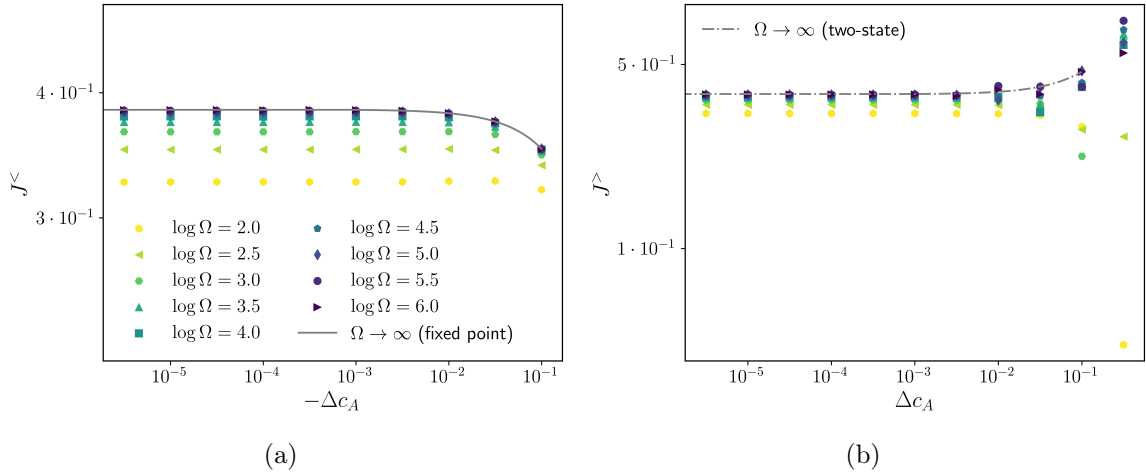 4 · 10⁻¹
3 · 10⁻¹
J^<
log Ω = 2.0
log Ω = 2.5
log Ω = 3.0
log Ω = 3.5
log Ω = 4.0
log Ω = 4.5
log Ω = 5.0
log Ω = 5.5
log Ω = 6.0
Ω → ∞ (fixed point)
10⁻⁵ 10⁻⁴ 10⁻³ 10⁻² 10⁻¹
−Δc_A
(a)
Ω → ∞ (two-state)
5 · 10⁻¹
1 · 10⁻¹
J^>
10⁻⁵ 10⁻⁴ 10⁻³ 10⁻² 10⁻¹
Δc_A
(b)